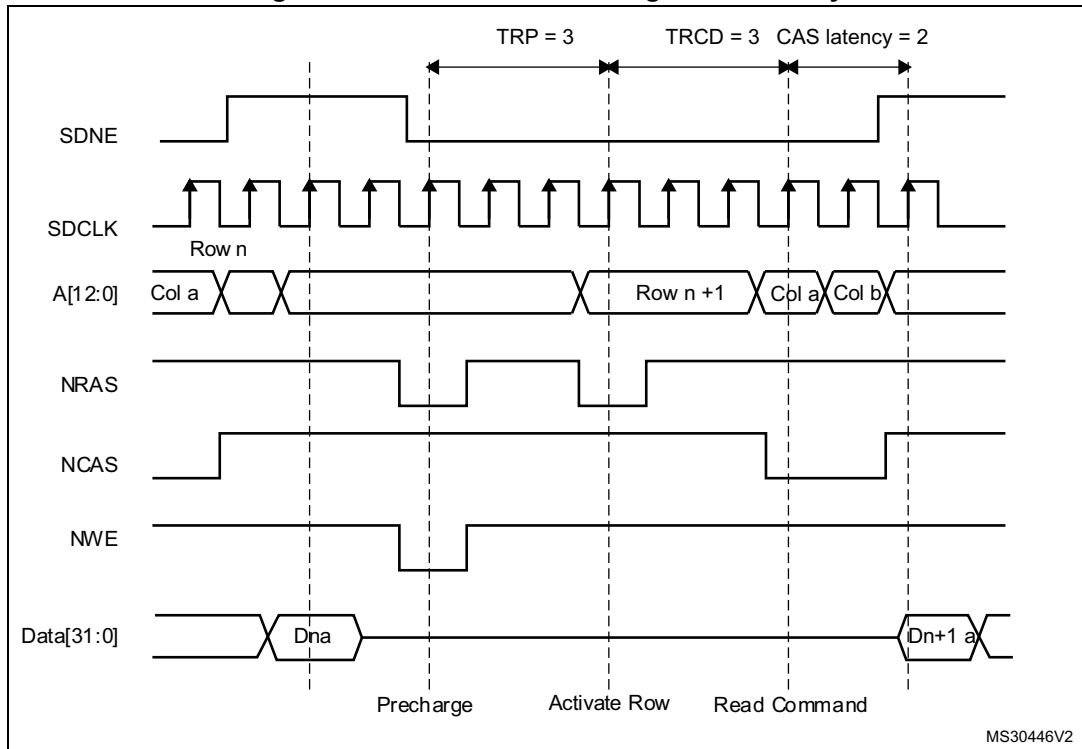 TRP = 3 TRCD = 3 CAS latency = 2
SDNE
SDCLK
Row n
A[12:0] Col a Row n +1 Col a Col b
NRAS
NCAS
NWE
Data[31:0] Dna Dn+1 a
Precharge Activate Row Read Command
MS30446V2